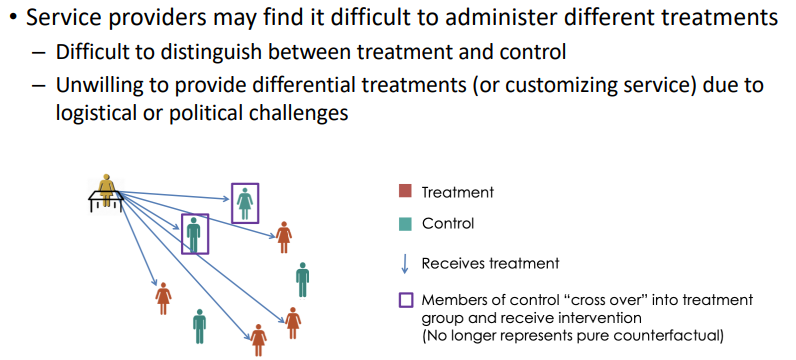 • Service providers may find it difficult to administer different treatments
– Difficult to distinguish between treatment and control
– Unwilling to provide differential treatments (or customizing service) due to
logistical or political challenges
Treatment
Control
Receives treatment
Members of control “cross over” into treatment
group and receive intervention
(No longer represents pure counterfactual)